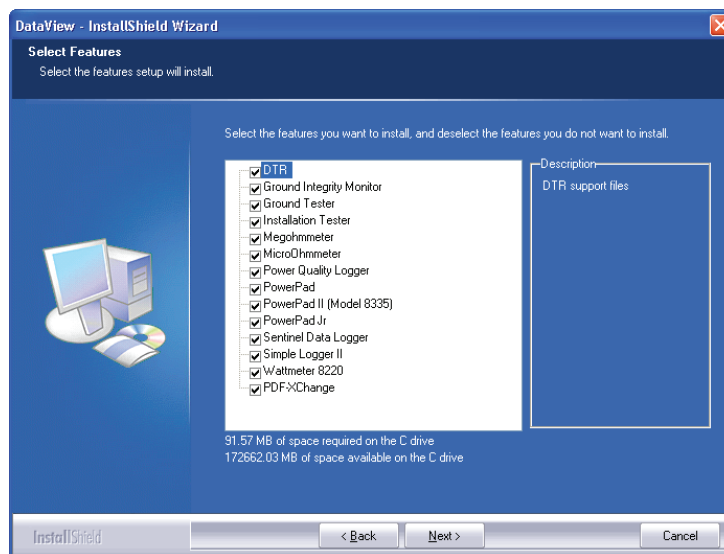 DataView - InstallShield Wizard
Select Features
Select the features setup will install.
Select the features you want to install, and deselect the features you do not want to install.
DTR
Ground Integrity Monitor
Ground Tester
Installation Tester
Megohmmeter
MicroOhmmeter
Power Quality Logger
PowerPad
PowerPad II (Model 8335)
PowerPad Jr
Sentinel Data Logger
Simple Logger II
Wattmeter 8220
PDF-XChange
Description
DTR support files
91.57 MB of space required on the C drive
172662.03 MB of space available on the C drive
InstallShield
< Back
Next >
Cancel